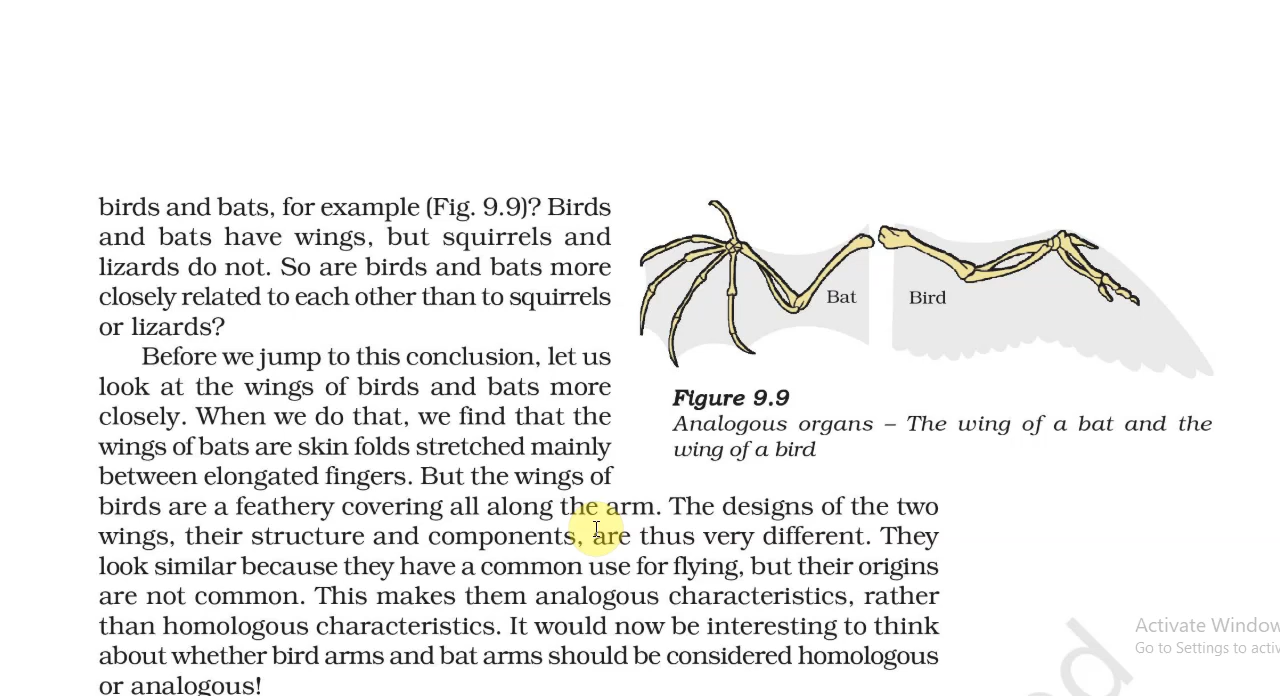 birds and bats, for example (Fig. 9.9)? Birds
and bats have wings, but squirrels and
lizards do not. So are birds and bats more
closely related to each other than to squirrels
or lizards?
Before we jump to this conclusion, let us
look at the wings of birds and bats more
closely. When we do that, we find that the
wings of bats are skin folds stretched mainly
between elongated fingers. But the wings of
birds are a feathery covering all along the arm. The designs of the two
wings, their structure and components, are thus very different. They
look similar because they have a common use for flying, but their origins
are not common. This makes them analogous characteristics, rather
than homologous characteristics. It would now be interesting to think
about whether bird arms and bat arms should be considered homologous
or analogous!
Bat
Bird
Figure 9.9
Analogous organs – The wing of a bat and the
wing of a bird
Activate Window
Go to Settings to activ
d